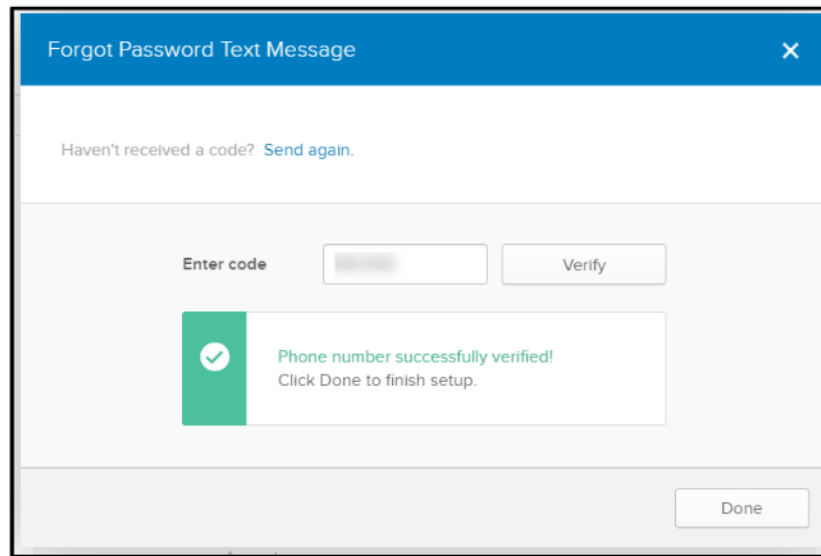 Forgot Password Text Message
Haven't received a code? Send again.
Enter code
Verify
Phone number successfully verified!
Click Done to finish setup.
Done